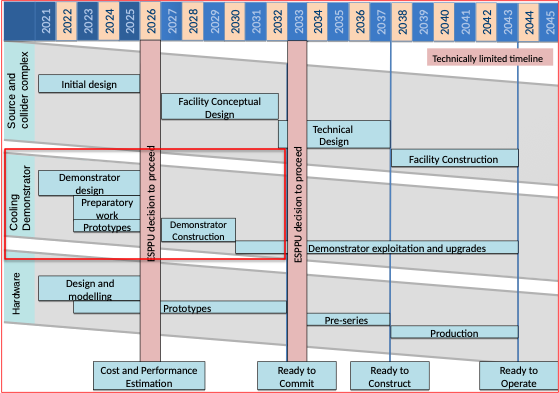 2021 2022 2023 2024 2025 2026 2027 2028 2029 2030 2031 2032 2033 2034 2035 2036 2037 2038 2039 2040 2041 2042 2043 2044 2045
Technically limited timeline
Source and
collider complex
Initial design
Facility Conceptual
Design
Technical
Design
Facility Construction
ESPPU decision to proceed
ESPPU decision to proceed
Cooling
Demonstrator
Demonstrator
design
Preparatory
work
Prototypes
Demonstrator
Construction
Demonstrator exploitation and upgrades
Hardware
Design and
modelling
Prototypes
Pre-series
Production
Cost and Performance
Estimation
Ready to
Commit
Ready to
Construct
Ready to
Operate